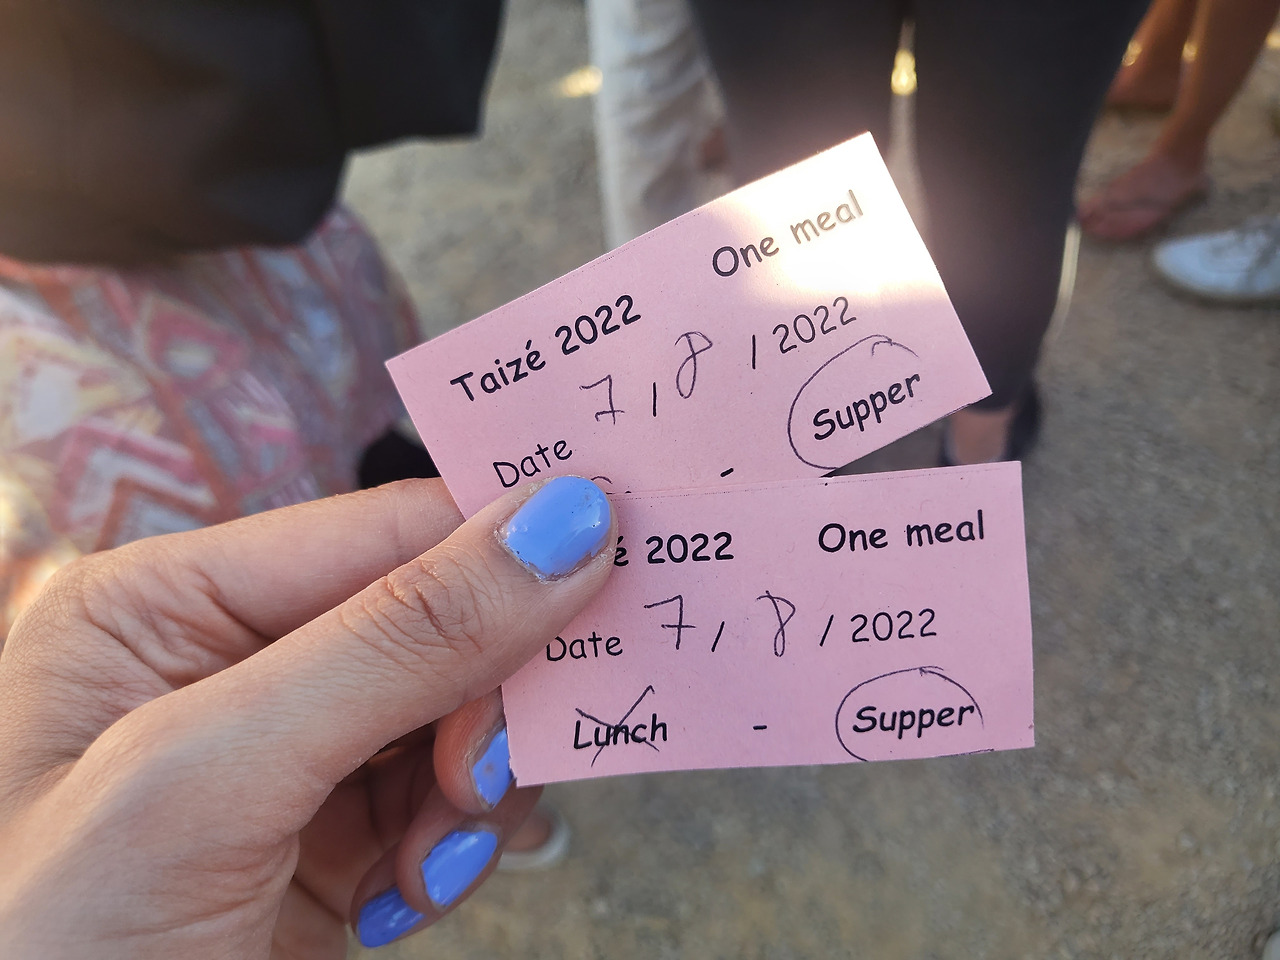 Taizé 2022 One meal
Date 7 / 8 / 2022
- Supper
é 2022 One meal
Date 7 / 8 / 2022
Lunch - Supper